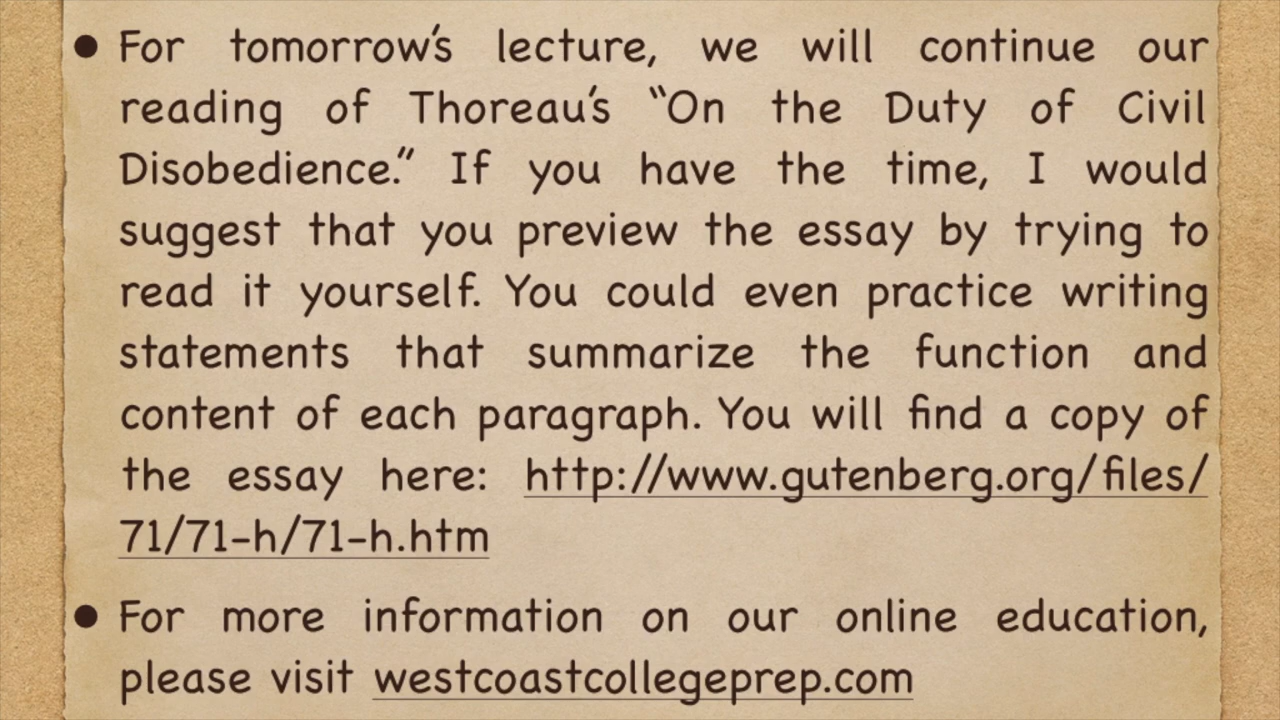 • For tomorrow's lecture, we will continue our
reading of Thoreau's “On the Duty of Civil
Disobedience.” If you have the time, I would
suggest that you preview the essay by trying to
read it yourself. You could even practice writing
statements that summarize the function and
content of each paragraph. You will find a copy of
the essay here: http://www.gutenberg.org/files/
71/71-h/71-h.htm
• For more information on our online education,
please visit westcoastcollegeprep.com